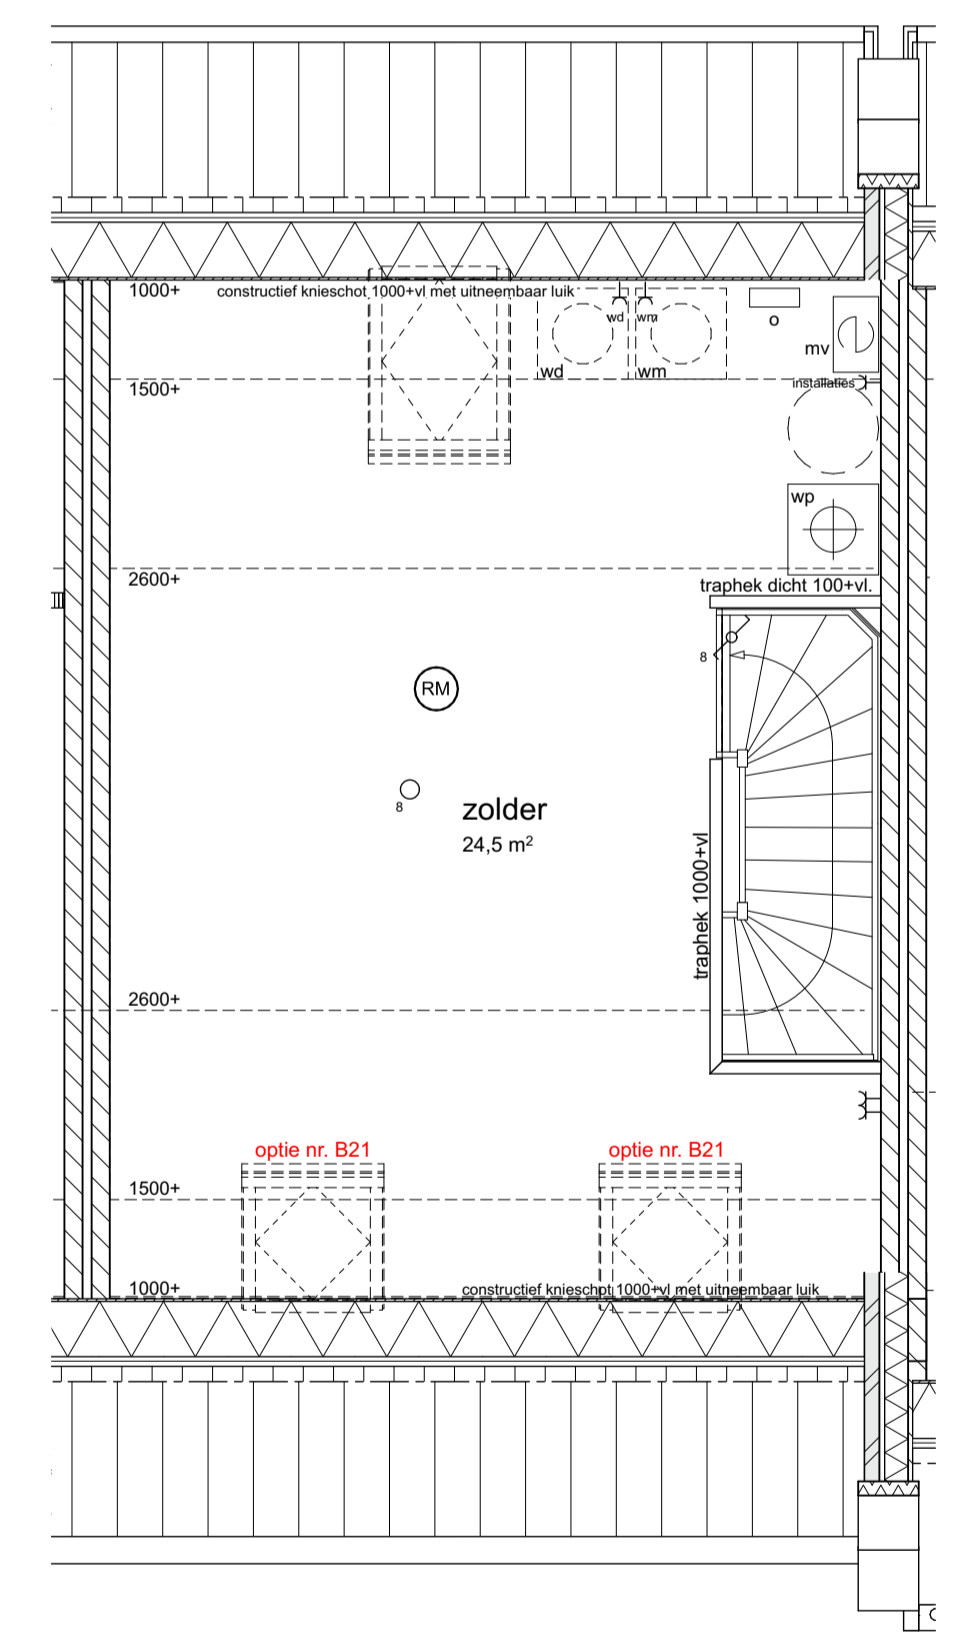 1000+
constructief knieschot 1000+vl met uitneembaar luik
wd
wm
o
mv
wd
wm
1500+
installaties
wp
2600+
traphek dicht 100+vl.
8
RM
8
zolder
24,5 m²
traphek 1000+vl
2600+
optie nr. B21
optie nr. B21
1500+
1000+
constructief knieschot 1000+vl met uitneembaar luik